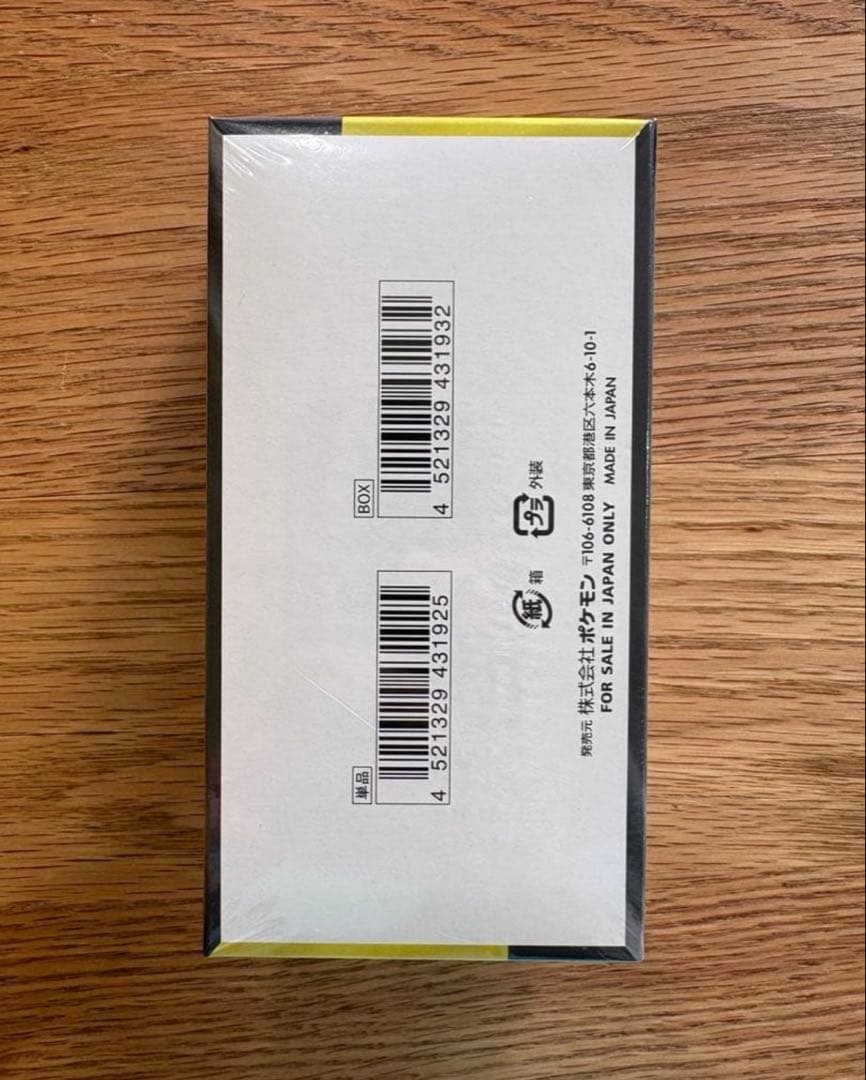 単品
4 521329 431925
BOX
4 521329 431932
紙 箱
プラ 外装
発売元 株式会社ポケモン 〒106-6108 東京都港区六本木6-10-1
FOR SALE IN JAPAN ONLY MADE IN JAPAN